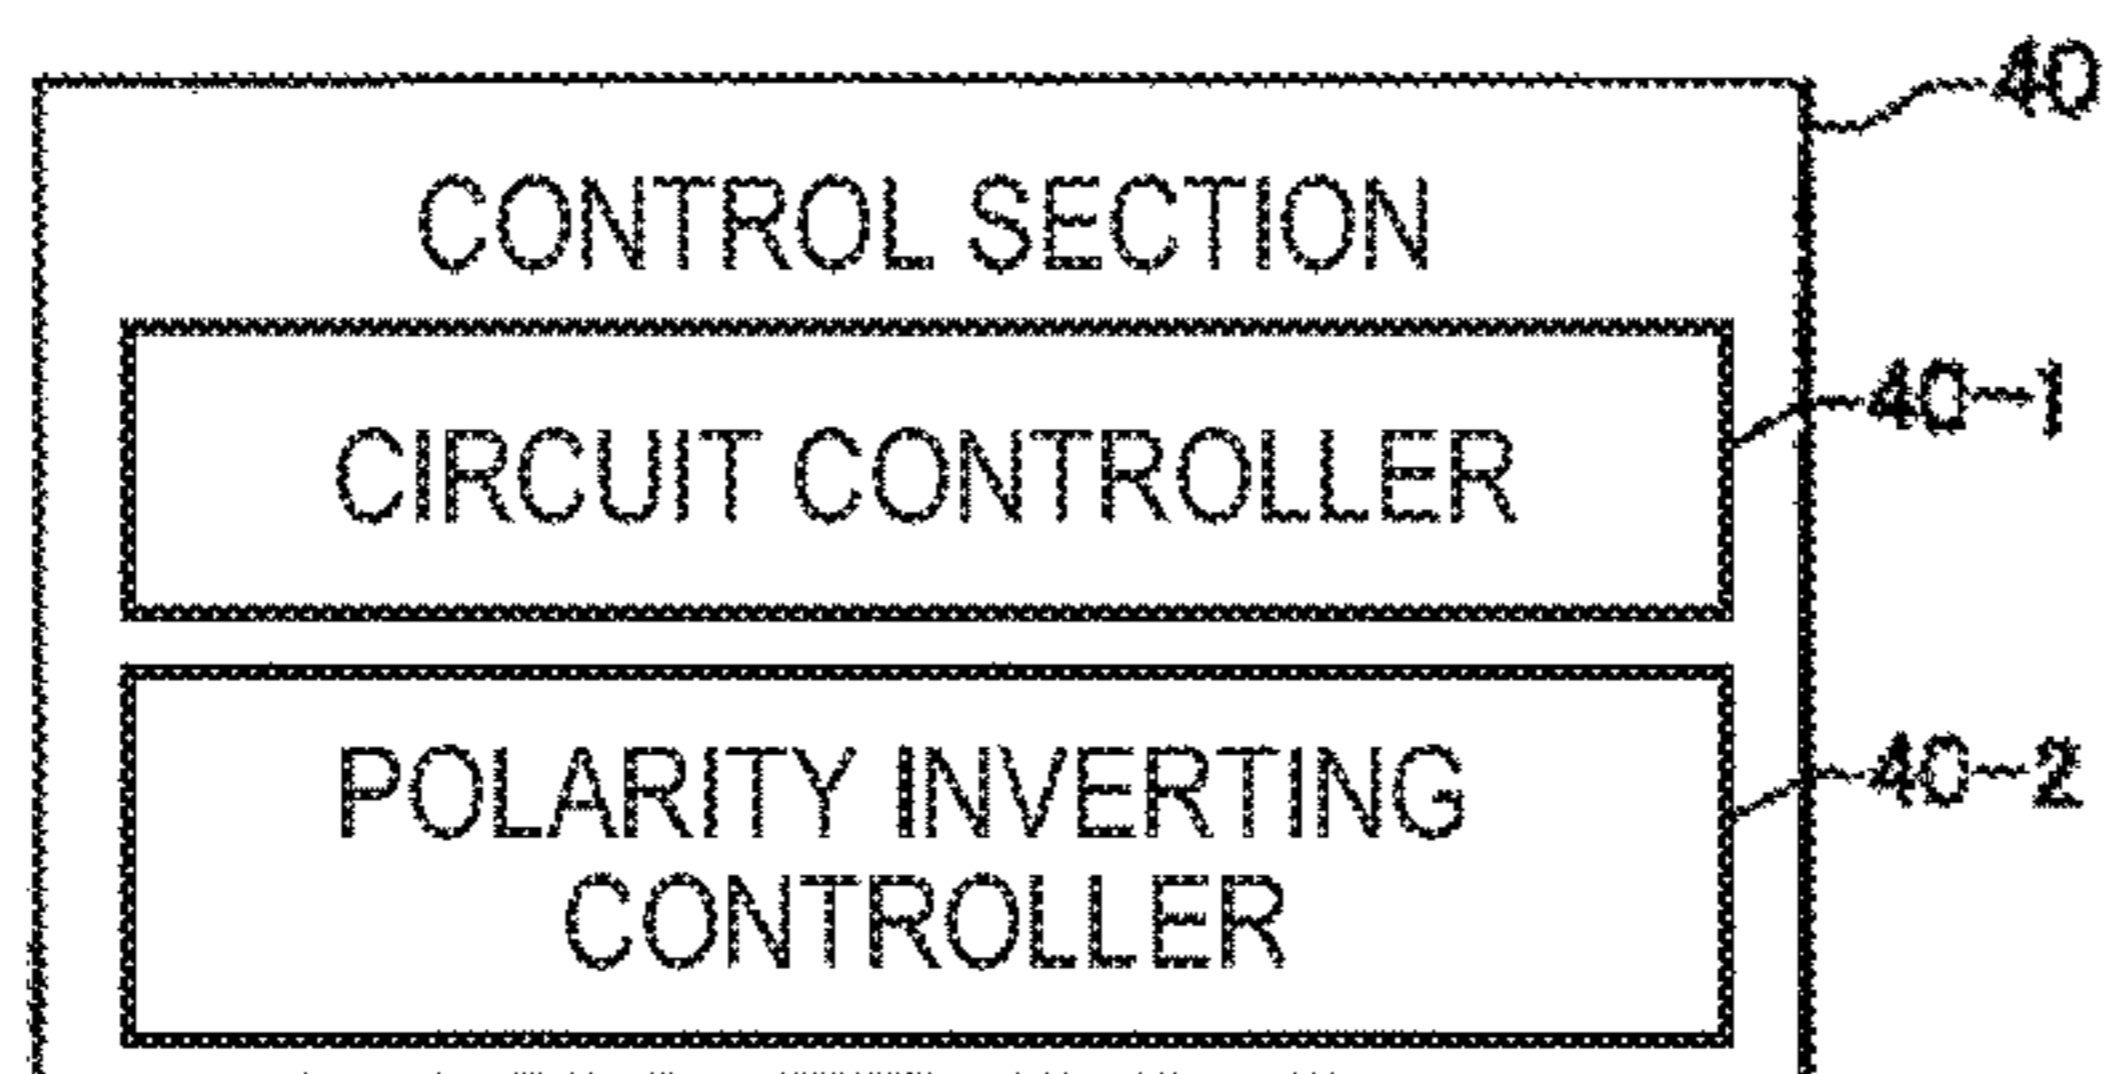 40
CONTROL SECTION
40-1
CIRCUIT CONTROLLER
40-2
POLARITY INVERTING
CONTROLLER